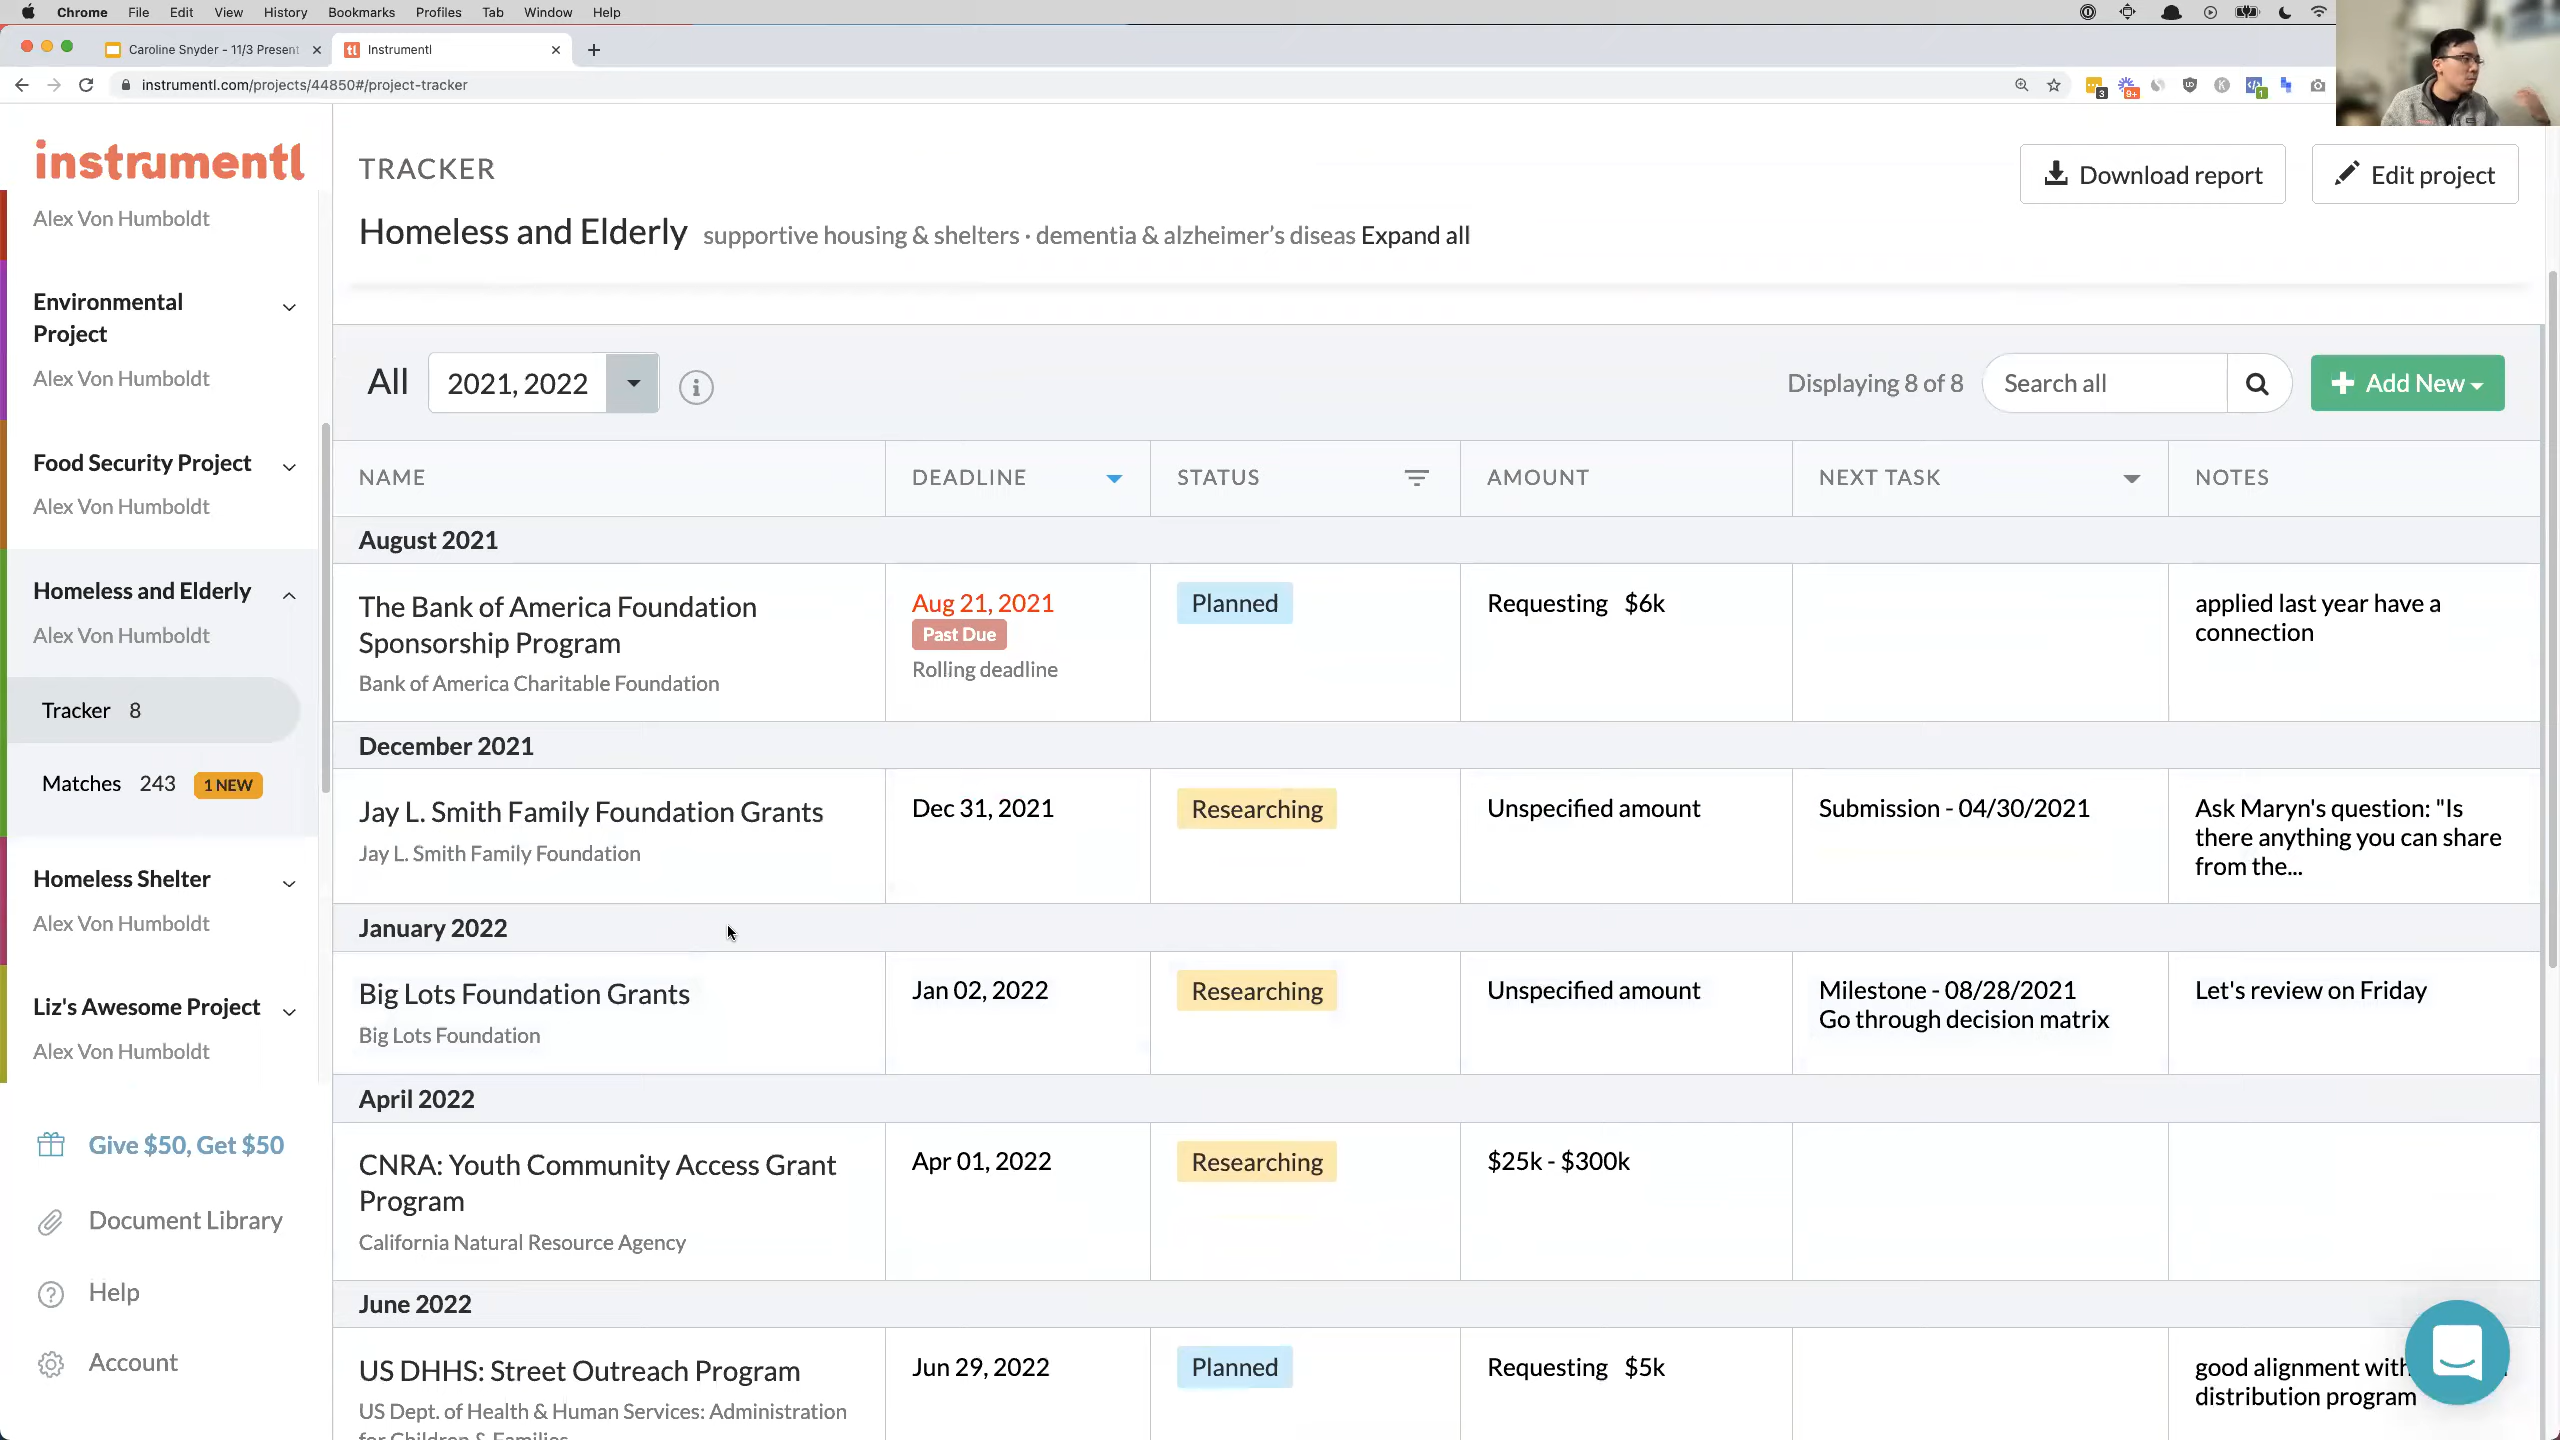 Chrome File Edit View History Bookmarks Profiles Tab Window Help
Caroline Snyder - 11/3 Present
Instrumentl
instrumentl.com/projects/44850#/project-tracker
3
9+
1
instrumentl
Alex Von Humboldt
Environmental
Project
Alex Von Humboldt
Food Security Project
Alex Von Humboldt
Homeless and Elderly
Alex Von Humboldt
Tracker 8
Matches 243 1 NEW
Homeless Shelter
Alex Von Humboldt
Liz's Awesome Project
Alex Von Humboldt
Give $50, Get $50
Document Library
Help
Account
TRACKER
Download report
Edit project
Homeless and Elderly supportive housing & shelters · dementia & alzheimer's diseas Expand all
All 2021, 2022
Displaying 8 of 8
Search all
Add New
NAME DEADLINE STATUS AMOUNT NEXT TASK NOTES
August 2021
The Bank of America Foundation
Sponsorship Program
Bank of America Charitable Foundation
Aug 21, 2021
Past Due
Rolling deadline
Planned
Requesting $6k
applied last year have a
connection
December 2021
Jay L. Smith Family Foundation Grants
Jay L. Smith Family Foundation
Dec 31, 2021
Researching
Unspecified amount
Submission - 04/30/2021
Ask Maryn's question: "Is
there anything you can share
from the...
January 2022
Big Lots Foundation Grants
Big Lots Foundation
Jan 02, 2022
Researching
Unspecified amount
Milestone - 08/28/2021
Go through decision matrix
Let's review on Friday
April 2022
CNRA: Youth Community Access Grant
Program
California Natural Resource Agency
Apr 01, 2022
Researching
$25k - $300k
June 2022
US DHHS: Street Outreach Program
US Dept. of Health & Human Services: Administration
for Children & Families
Jun 29, 2022
Planned
Requesting $5k
good alignment with
distribution program